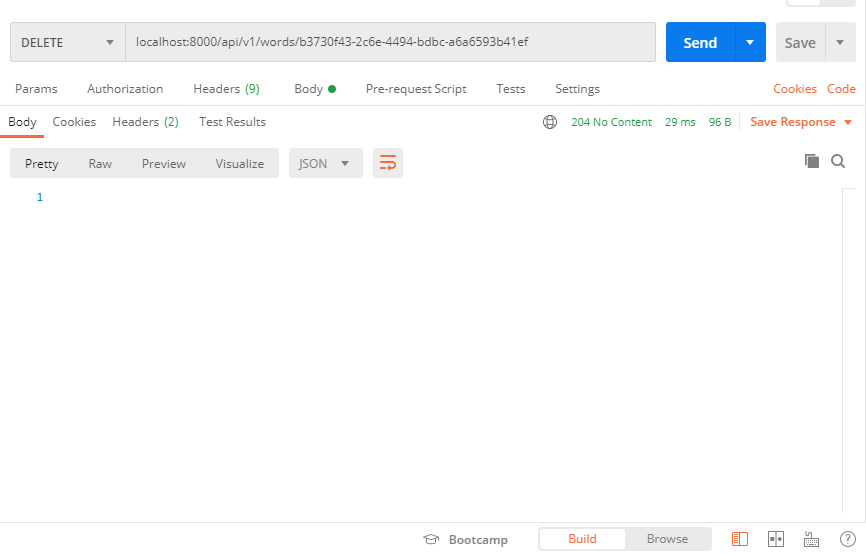 DELETE localhost:8000/api/v1/words/b3730f43-2c6e-4494-bdbc-a6a6593b41ef Send Save
Params Authorization Headers (9) Body Pre-request Script Tests Settings Cookies Code
Body Cookies Headers (2) Test Results 204 No Content 29 ms 96 B Save Response
Pretty Raw Preview Visualize JSON
1
Bootcamp Build Browse ?